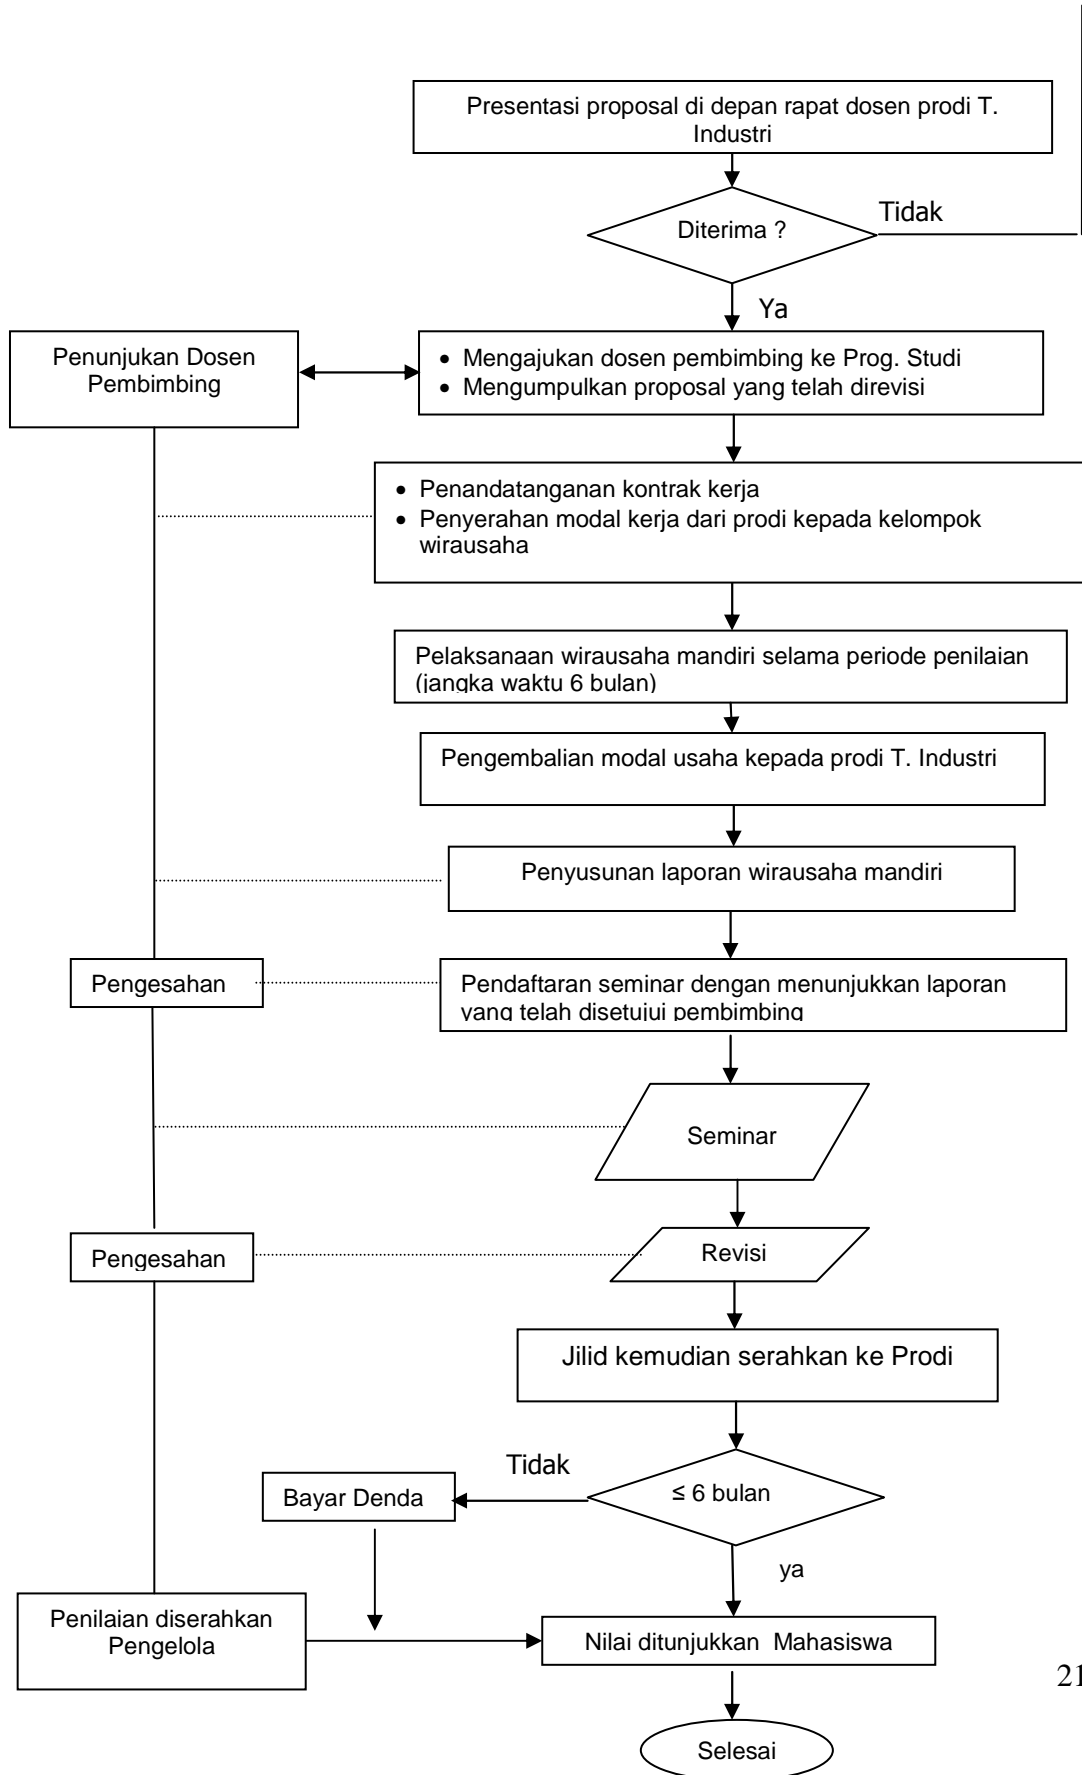 Presentasi proposal di depan rapat dosen prodi T.
Industri
Diterima ?
Tidak
Ya
Penunjukan Dosen
Pembimbing
• Mengajukan dosen pembimbing ke Prog. Studi
• Mengumpulkan proposal yang telah direvisi
• Penandatanganan kontrak kerja
• Penyerahan modal kerja dari prodi kepada kelompok
wirausaha
Pelaksanaan wirausaha mandiri selama periode penilaian
(jangka waktu 6 bulan)
Pengembalian modal usaha kepada prodi T. Industri
Penyusunan laporan wirausaha mandiri
Pengesahan
Pendaftaran seminar dengan menunjukkan laporan
yang telah disetujui pembimbing
Seminar
Pengesahan
Revisi
Jilid kemudian serahkan ke Prodi
Tidak
Bayar Denda
≤ 6 bulan
ya
Penilaian diserahkan
Pengelola
Nilai ditunjukkan  Mahasiswa
21
Selesai